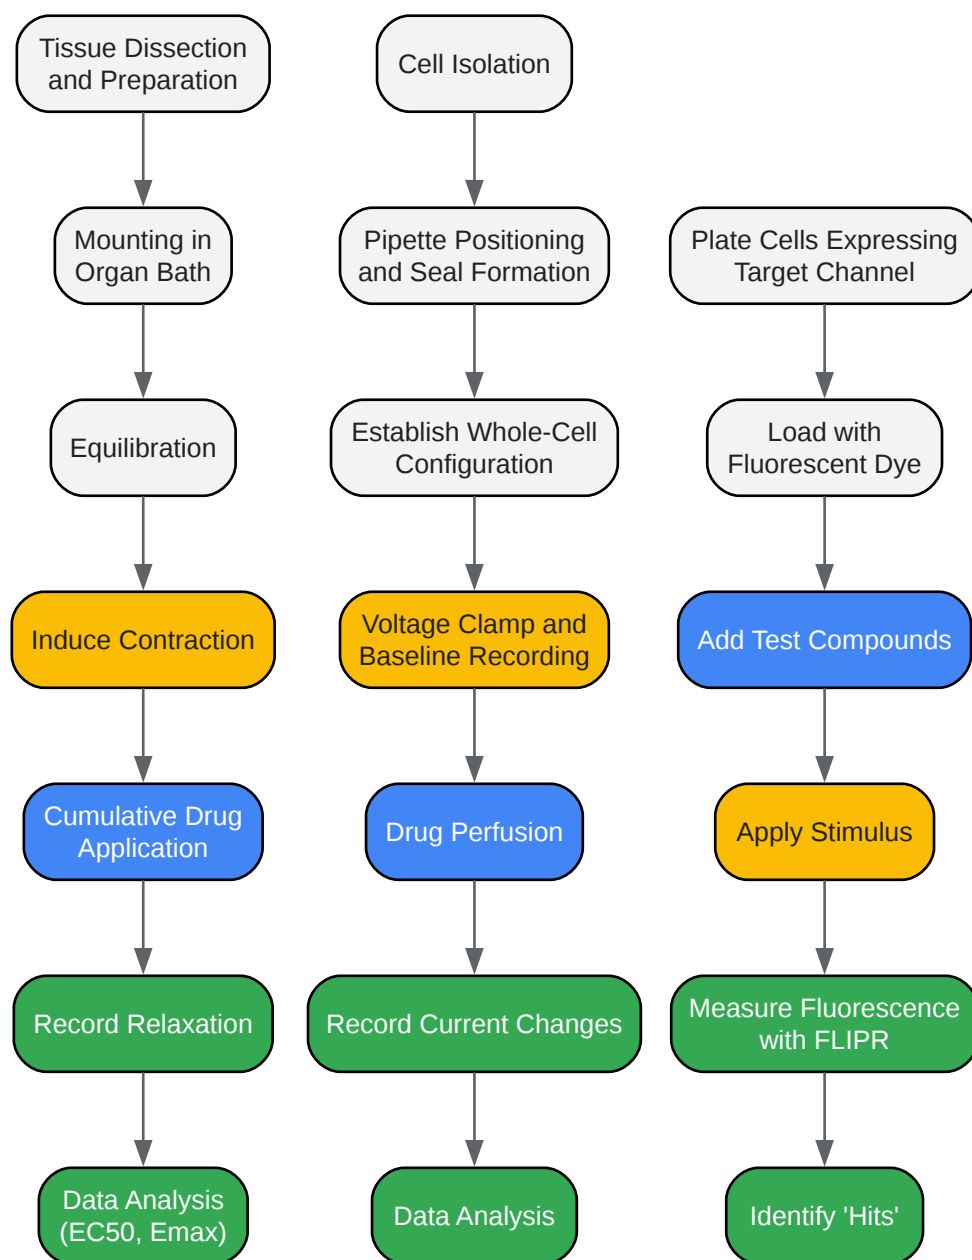 Tissue Dissection
and Preparation
Mounting in
Organ Bath
Equilibration
Induce Contraction
Cumulative Drug
Application
Record Relaxation
Data Analysis
(EC50, Emax)
Cell Isolation
Pipette Positioning
and Seal Formation
Establish Whole-Cell
Configuration
Voltage Clamp and
Baseline Recording
Drug Perfusion
Record Current Changes
Data Analysis
Plate Cells Expressing
Target Channel
Load with
Fluorescent Dye
Add Test Compounds
Apply Stimulus
Measure Fluorescence
with FLIPR
Identify 'Hits'